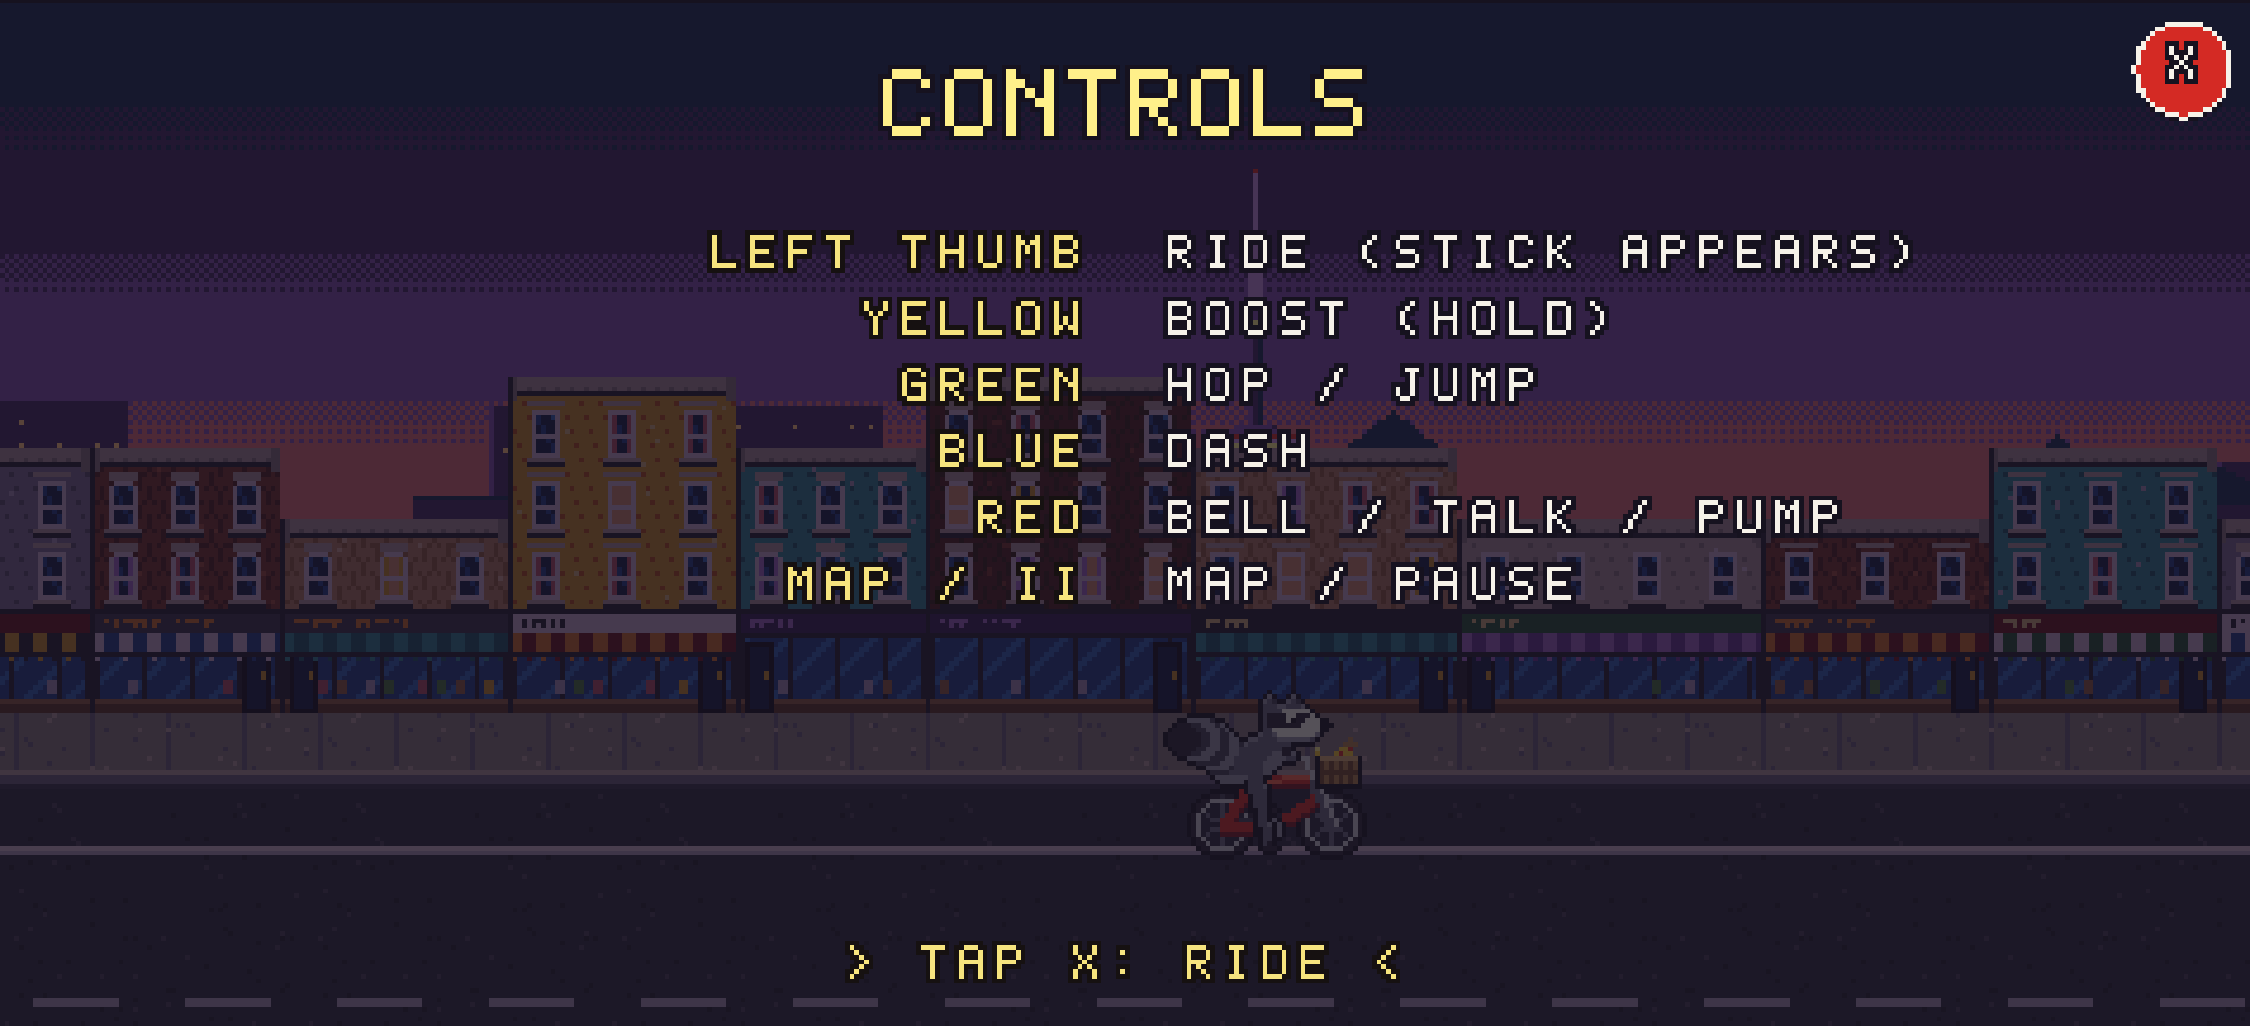 X
CONTROLS
LEFT THUMB RIDE (STICK APPEARS)
YELLOW BOOST (HOLD)
GREEN HOP / JUMP
BLUE DASH
RED BELL / TALK / PUMP
MAP / II MAP / PAUSE
> TAP X: RIDE <